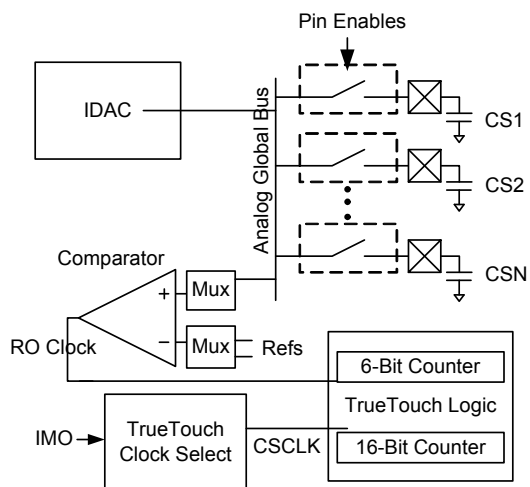 Pin Enables
IDAC
Analog Global Bus
CS1
CS2
CSN
Comparator
+
Mux
−
Mux
Refs
RO Clock
6-Bit Counter
TrueTouch Logic
16-Bit Counter
IMO
TrueTouch
Clock Select
CSCLK